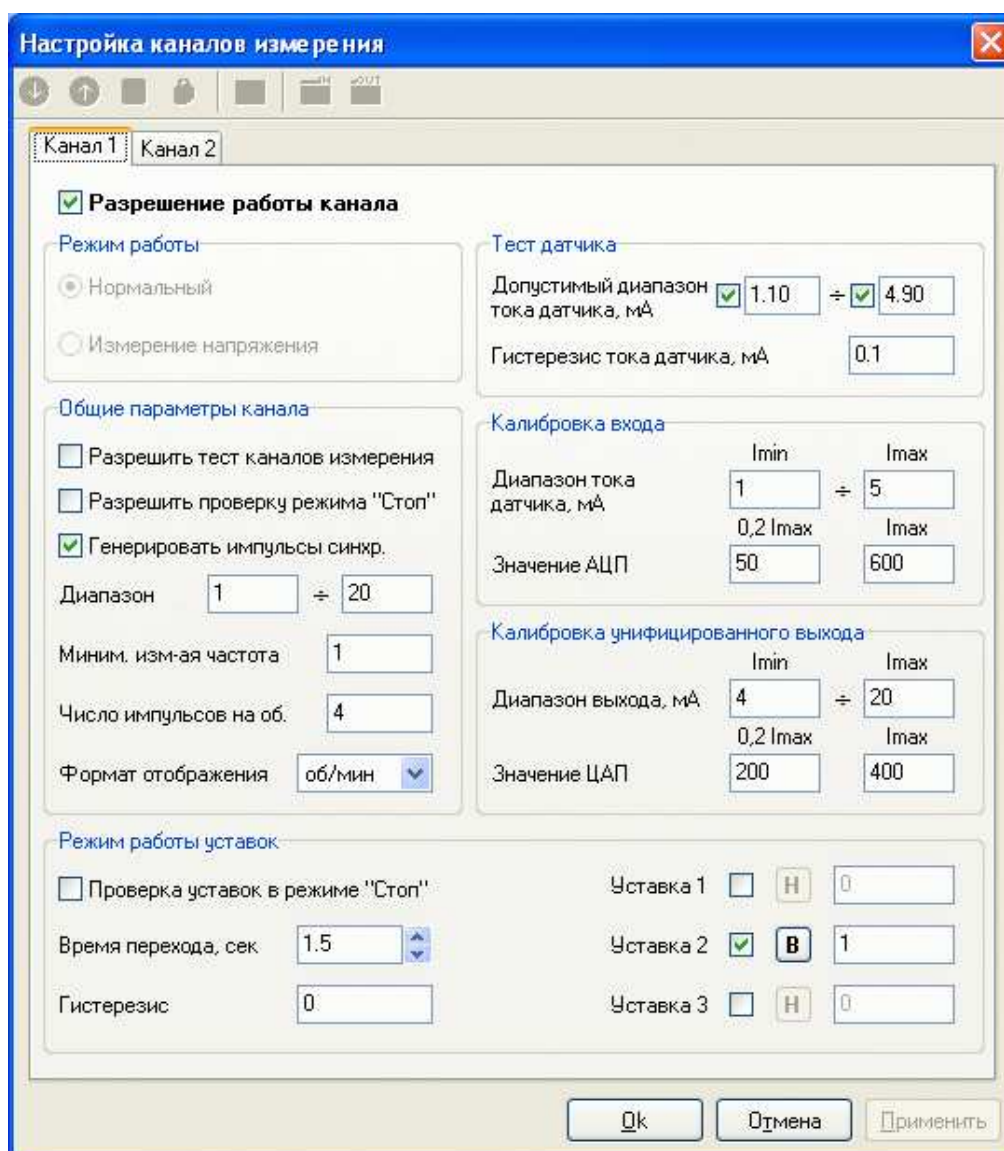 Настройка каналов измерения
IN OUT
Канал 1 Канал 2
Разрешение работы канала
Режим работы
Нормальный
Измерение напряжения
Общие параметры канала
Разрешить тест каналов измерения
Разрешить проверку режима "Стоп"
Генерировать импульсы синхр.
Диапазон 1 ÷ 20
Миним. изм-ая частота 1
Число импульсов на об. 4
Формат отображения об/мин
Тест датчика
Допустимый диапазон 1.10 ÷ 4.90
тока датчика, мА
Гистерезис тока датчика, мА 0.1
Калибровка входа
Imin Imax
Диапазон тока 1 ÷ 5
датчика, мА
0,2 Imax Imax
Значение АЦП 50 600
Калибровка унифицированного выхода
Imin Imax
Диапазон выхода, мА 4 ÷ 20
0,2 Imax Imax
Значение ЦАП 200 400
Режим работы уставок
Проверка уставок в режиме "Стоп"
Время перехода, сек 1.5
Гистерезис 0
Уставка 1 Н 0
Уставка 2 В 1
Уставка 3 Н 0
Ok Отмена Применить